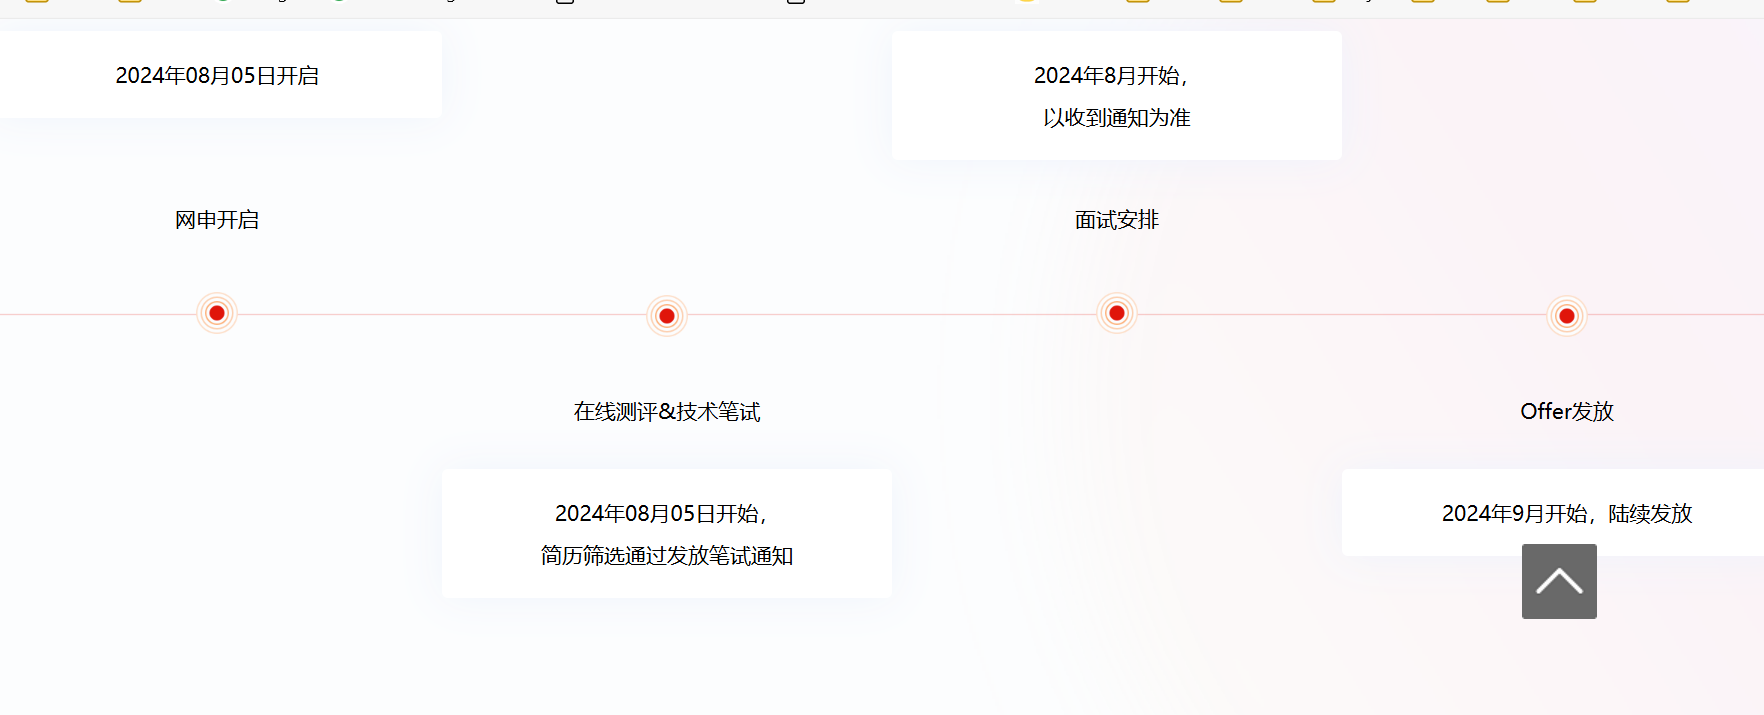 2024年08月05日开启
网申开启
在线测评&技术笔试
2024年08月05日开始，
简历筛选通过发放笔试通知
2024年8月开始，
以收到通知为准
面试安排
Offer发放
2024年9月开始，陆续发放